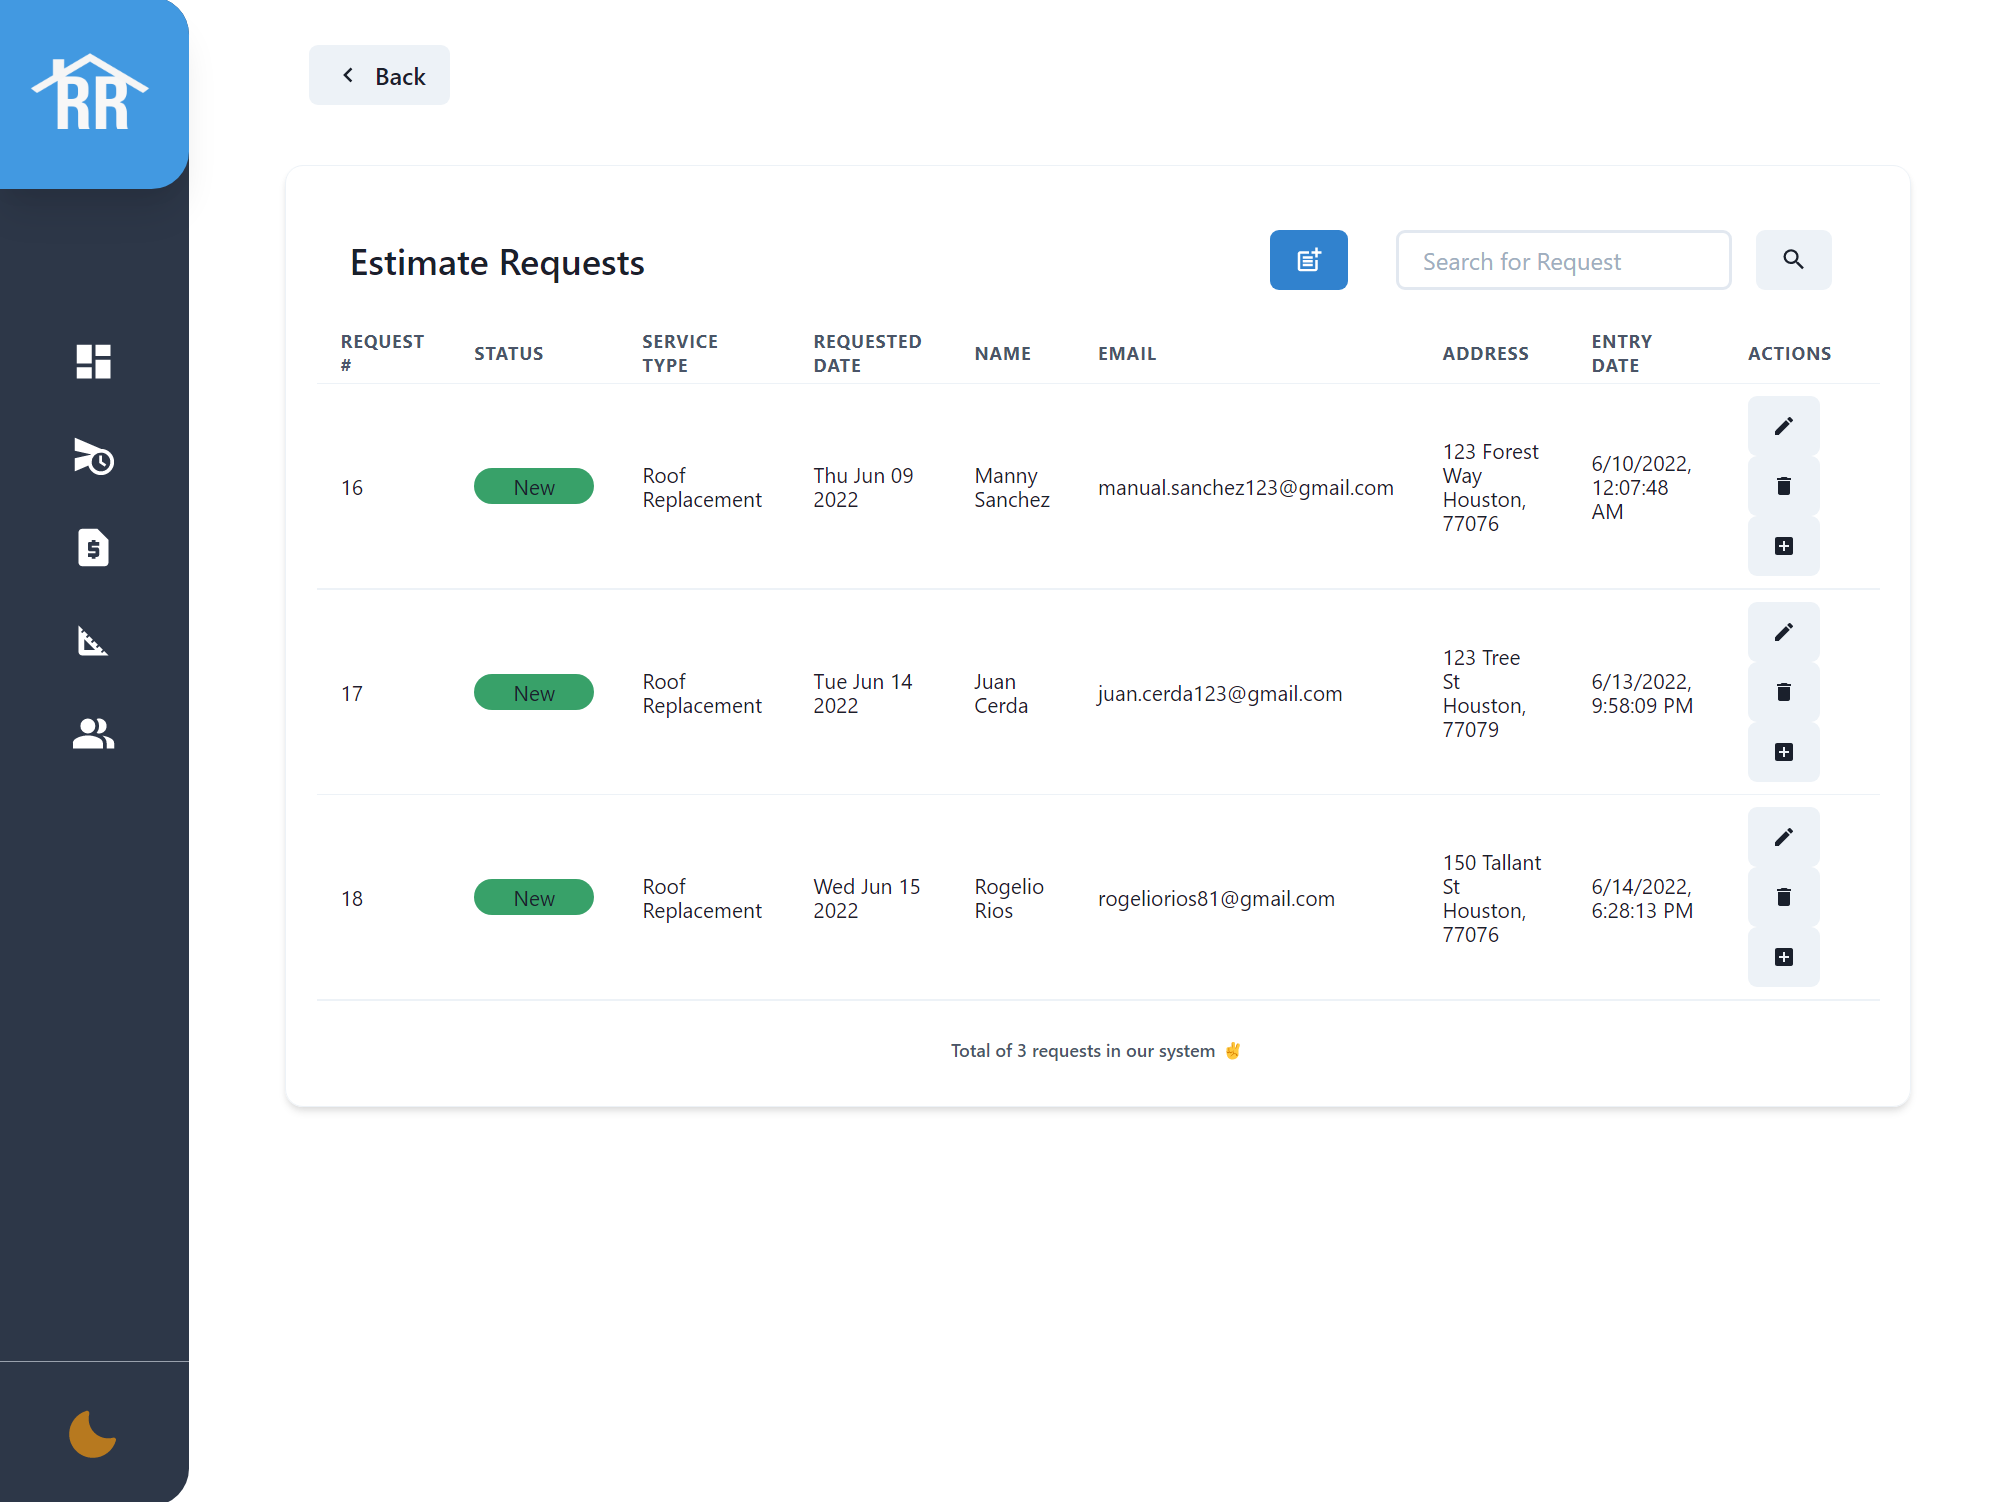 RR
Back
Estimate Requests
Search for Request
REQUEST # STATUS SERVICE TYPE REQUESTED DATE NAME EMAIL ADDRESS ENTRY DATE ACTIONS
16 New Roof Replacement Thu Jun 09 2022 Manny Sanchez manual.sanchez123@gmail.com 123 Forest Way Houston, 77076 6/10/2022, 12:07:48 AM
17 New Roof Replacement Tue Jun 14 2022 Juan Cerda juan.cerda123@gmail.com 123 Tree St Houston, 77079 6/13/2022, 9:58:09 PM
18 New Roof Replacement Wed Jun 15 2022 Rogelio Rios rogeliorios81@gmail.com 150 Tallant St Houston, 77076 6/14/2022, 6:28:13 PM
Total of 3 requests in our system ✌